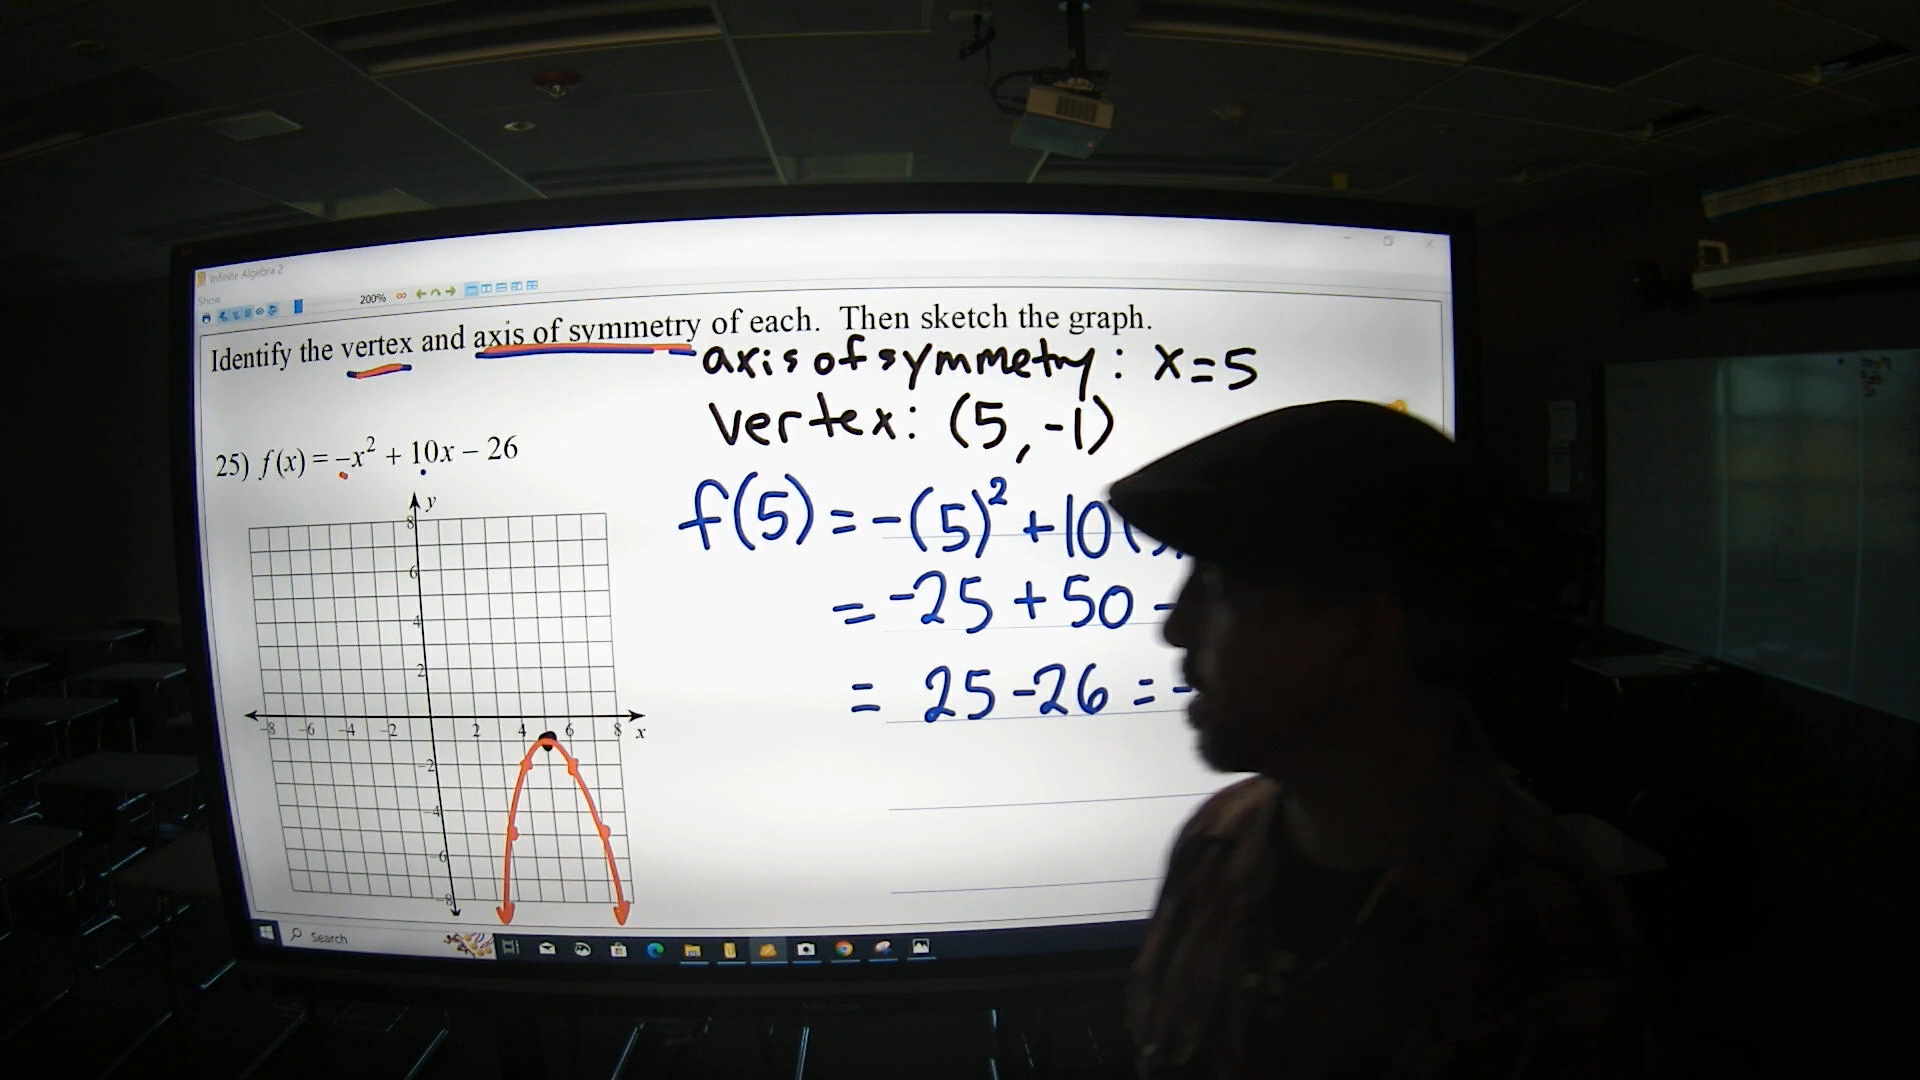 Infinite Algebra 2
Show
200%
Identify the vertex and axis of symmetry of each. Then sketch the graph.
axis of symmetry: x=5
vertex: (5,-1)
25) f(x) = -x² + 10x - 26
f(5) = -(5)² + 10(
= -25 + 50 -
= 25 - 26 = -
y
8
6
4
2
-8 -6 -4 -2 2 4 6 8 x
-2
-4
-6
-8
Search